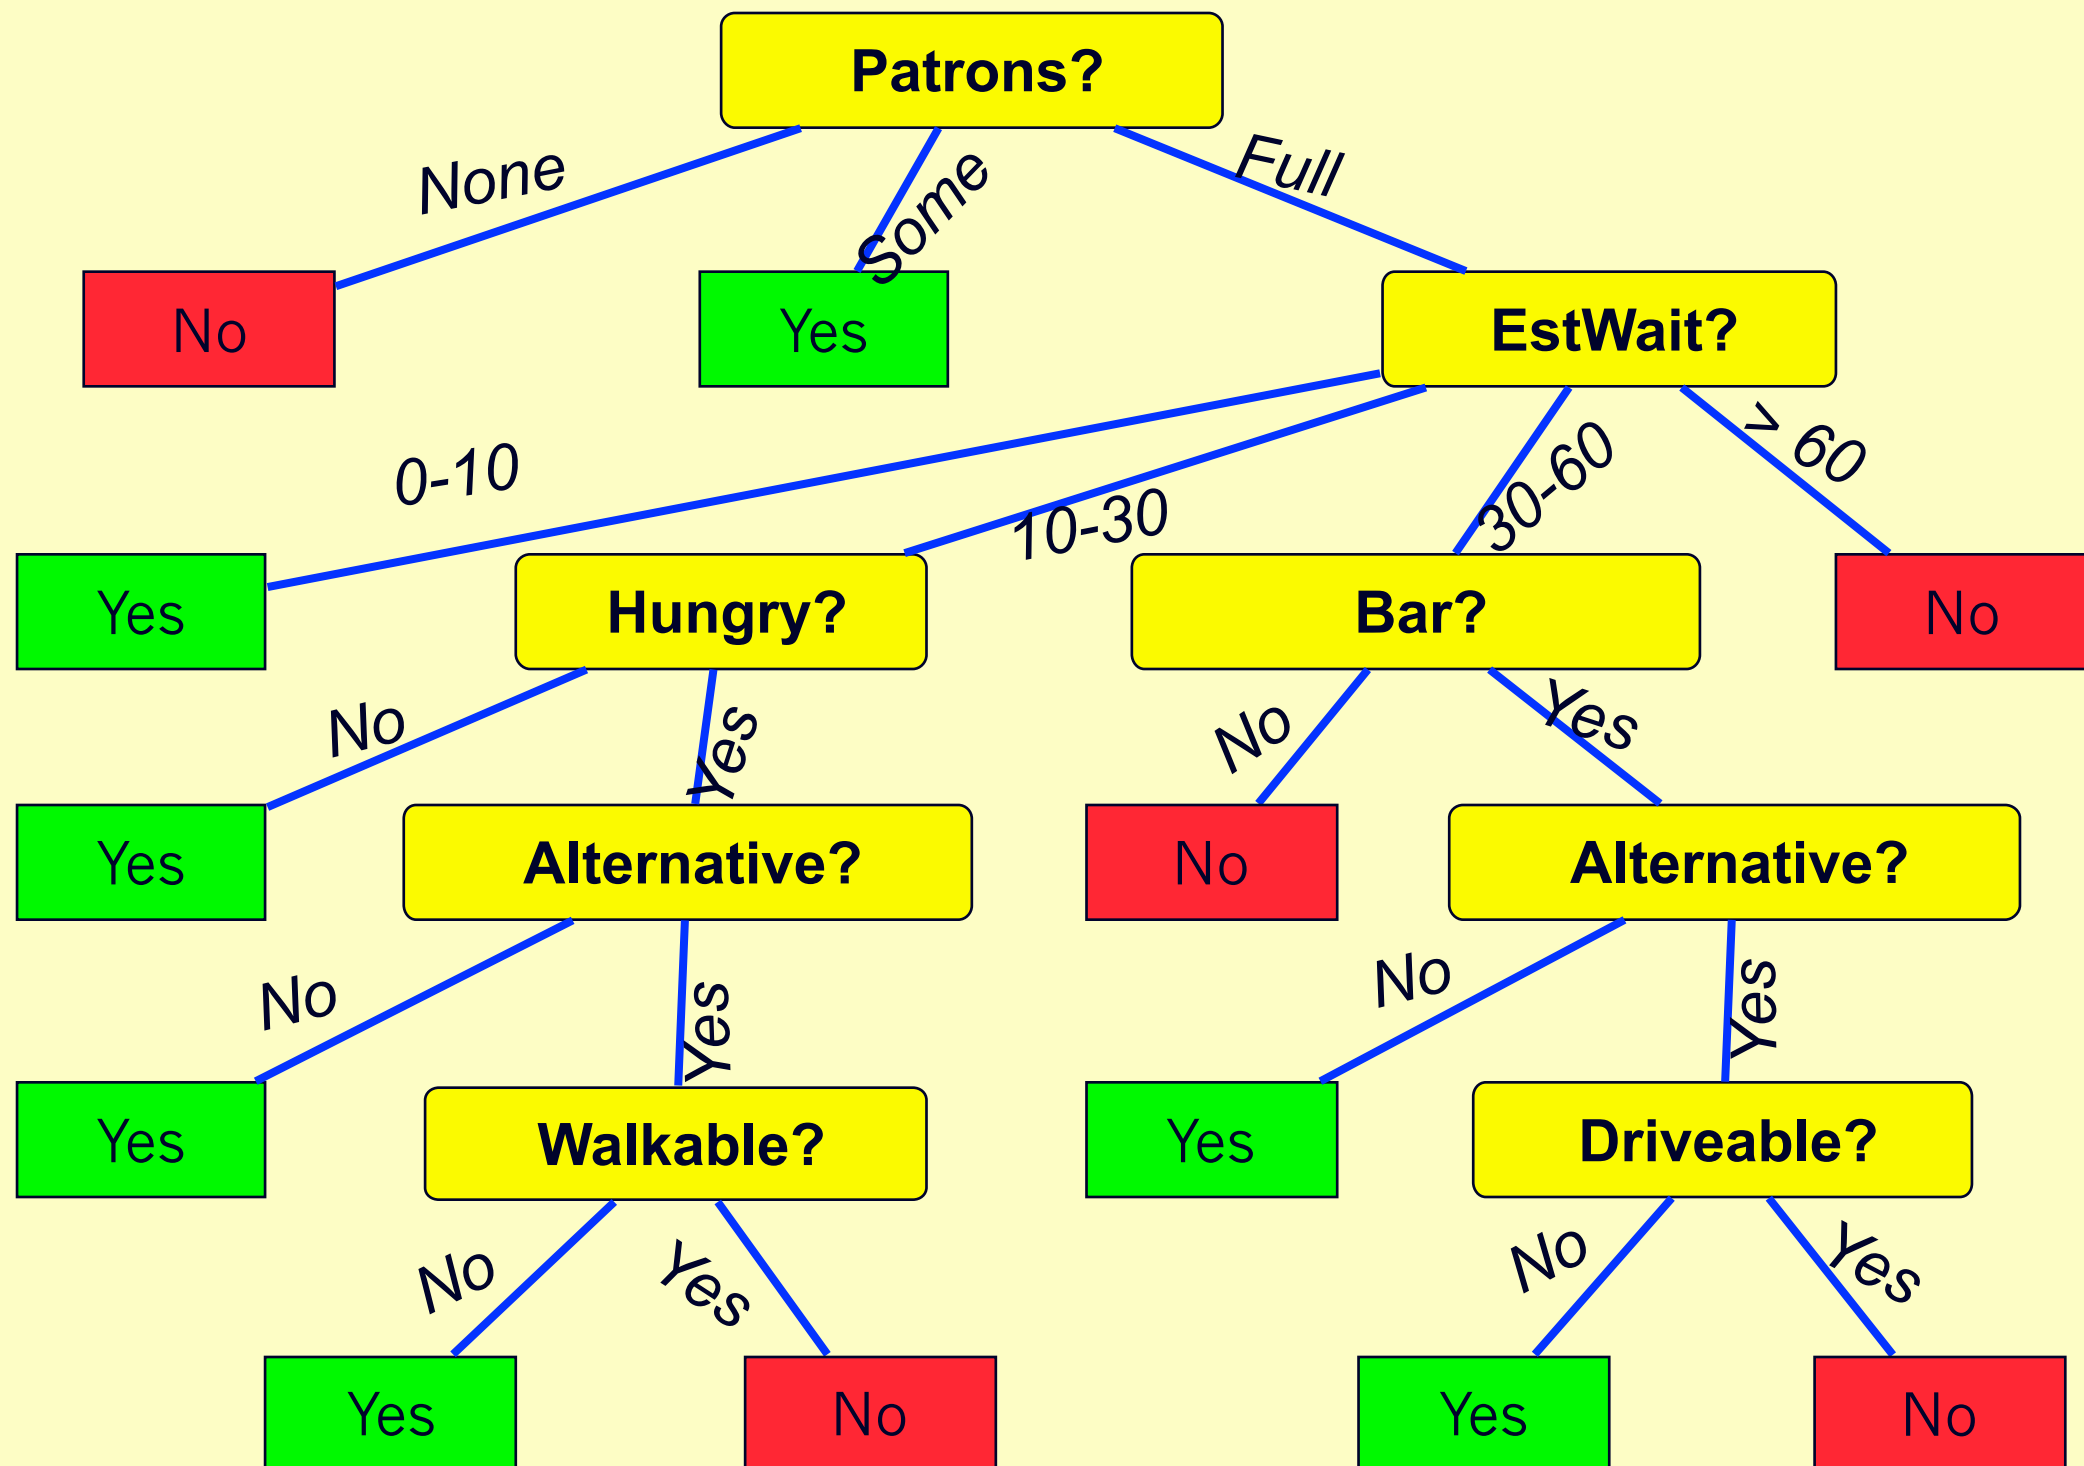 Patrons?
None
Some
Full
No
Yes
EstWait?
0-10
10-30
30-60
> 60
Yes
Hungry?
Bar?
No
No
Yes
No
Yes
Yes
Alternative?
No
Alternative?
No
Yes
No
Yes
Yes
Walkable?
Yes
Driveable?
No
Yes
No
Yes
Yes
No
Yes
No